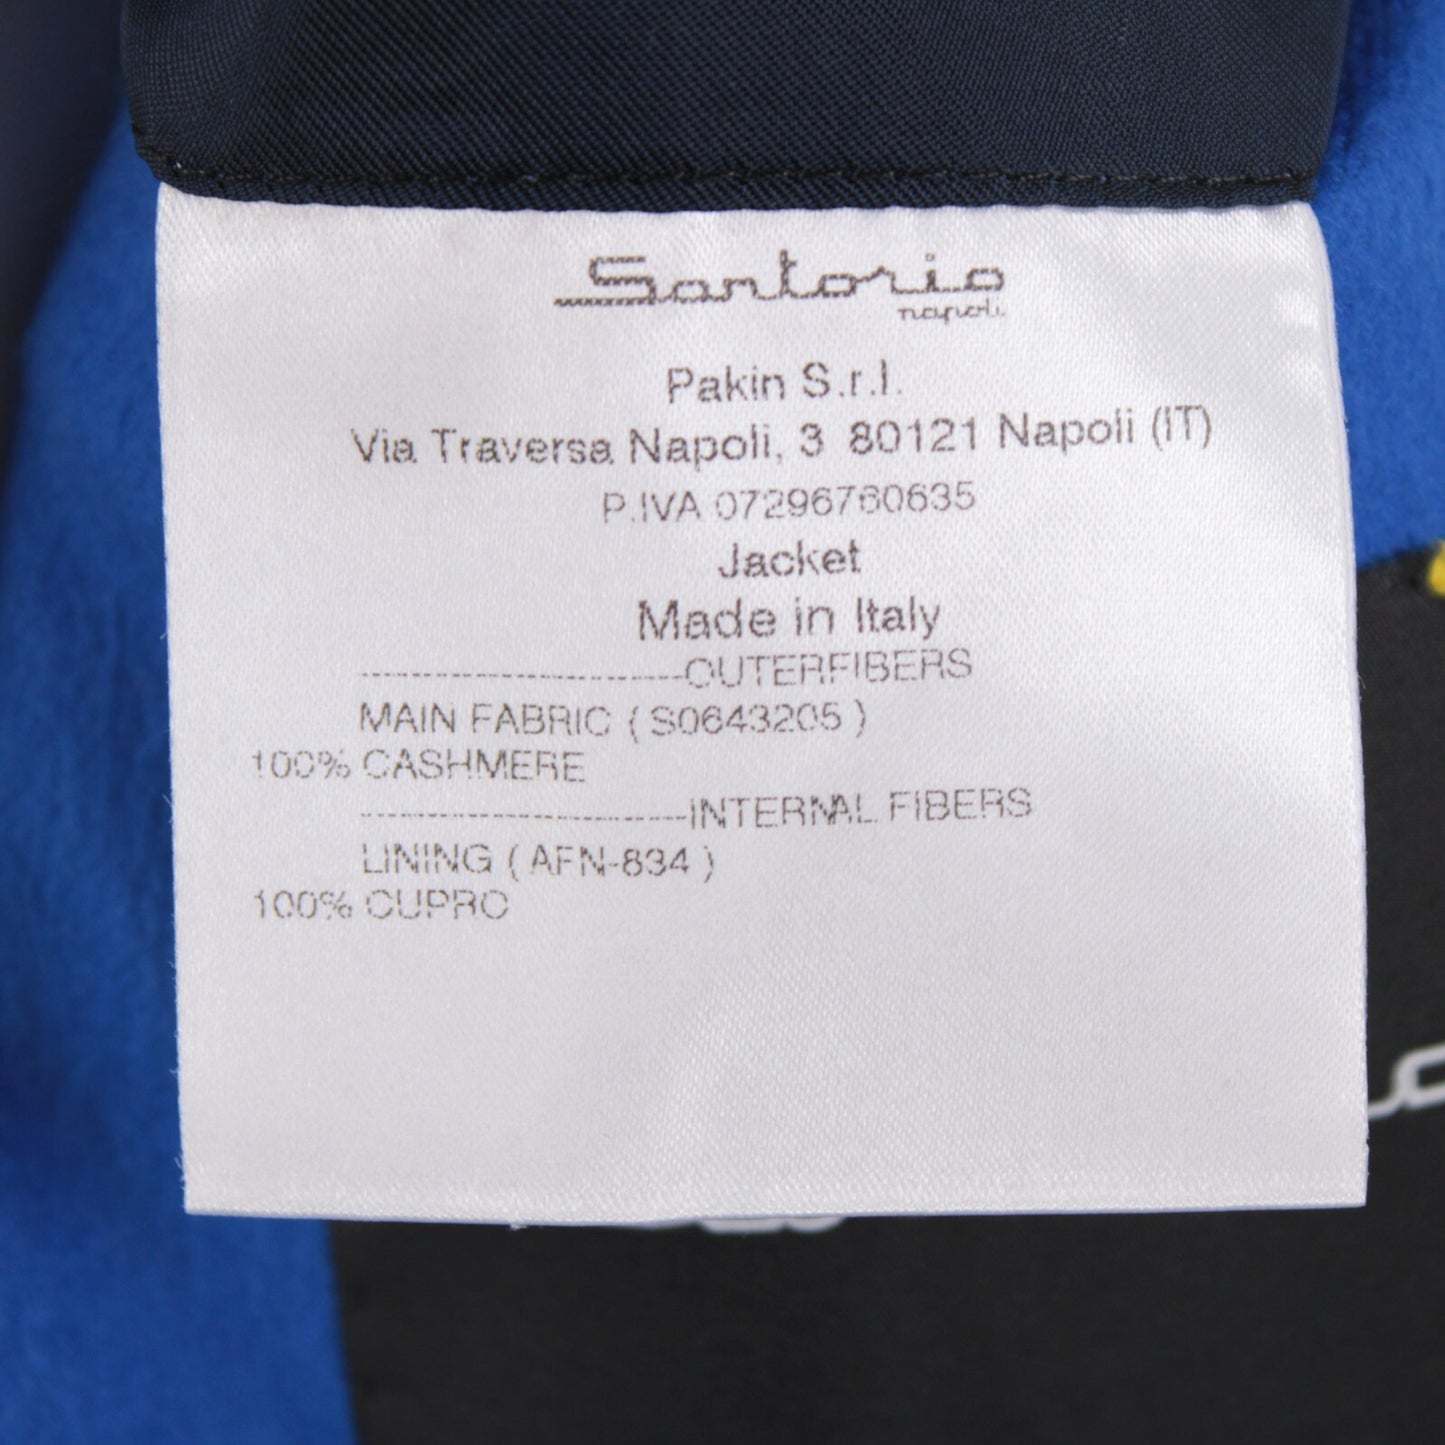 Sartorio
napoli
Pakin S.r.l.
Via Traversa Napoli, 3 80121 Napoli (IT)
P.IVA 07296760635
Jacket
Made in Italy
-------------------------OUTERFIBERS
MAIN FABRIC ( S0643205 )
100% CASHMERE
-------------------------INTERNAL FIBERS
LINING ( AFN-834 )
100% CUPRO